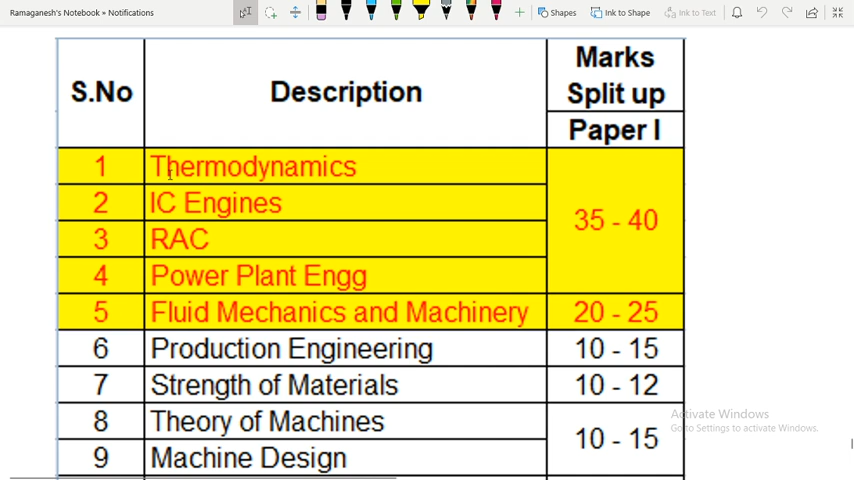 Ramaganesh's Notebook » Notifications
Shapes
Ink to Shape
Ink to Text
S.No
Description
Marks
Split up
Paper I
1 Thermodynamics
2 IC Engines
3 RAC
4 Power Plant Engg
35 - 40
5 Fluid Mechanics and Machinery 20 - 25
6 Production Engineering 10 - 15
7 Strength of Materials 10 - 12
8 Theory of Machines
9 Machine Design
10 - 15
Activate Windows
Go to Settings to activate Windows.